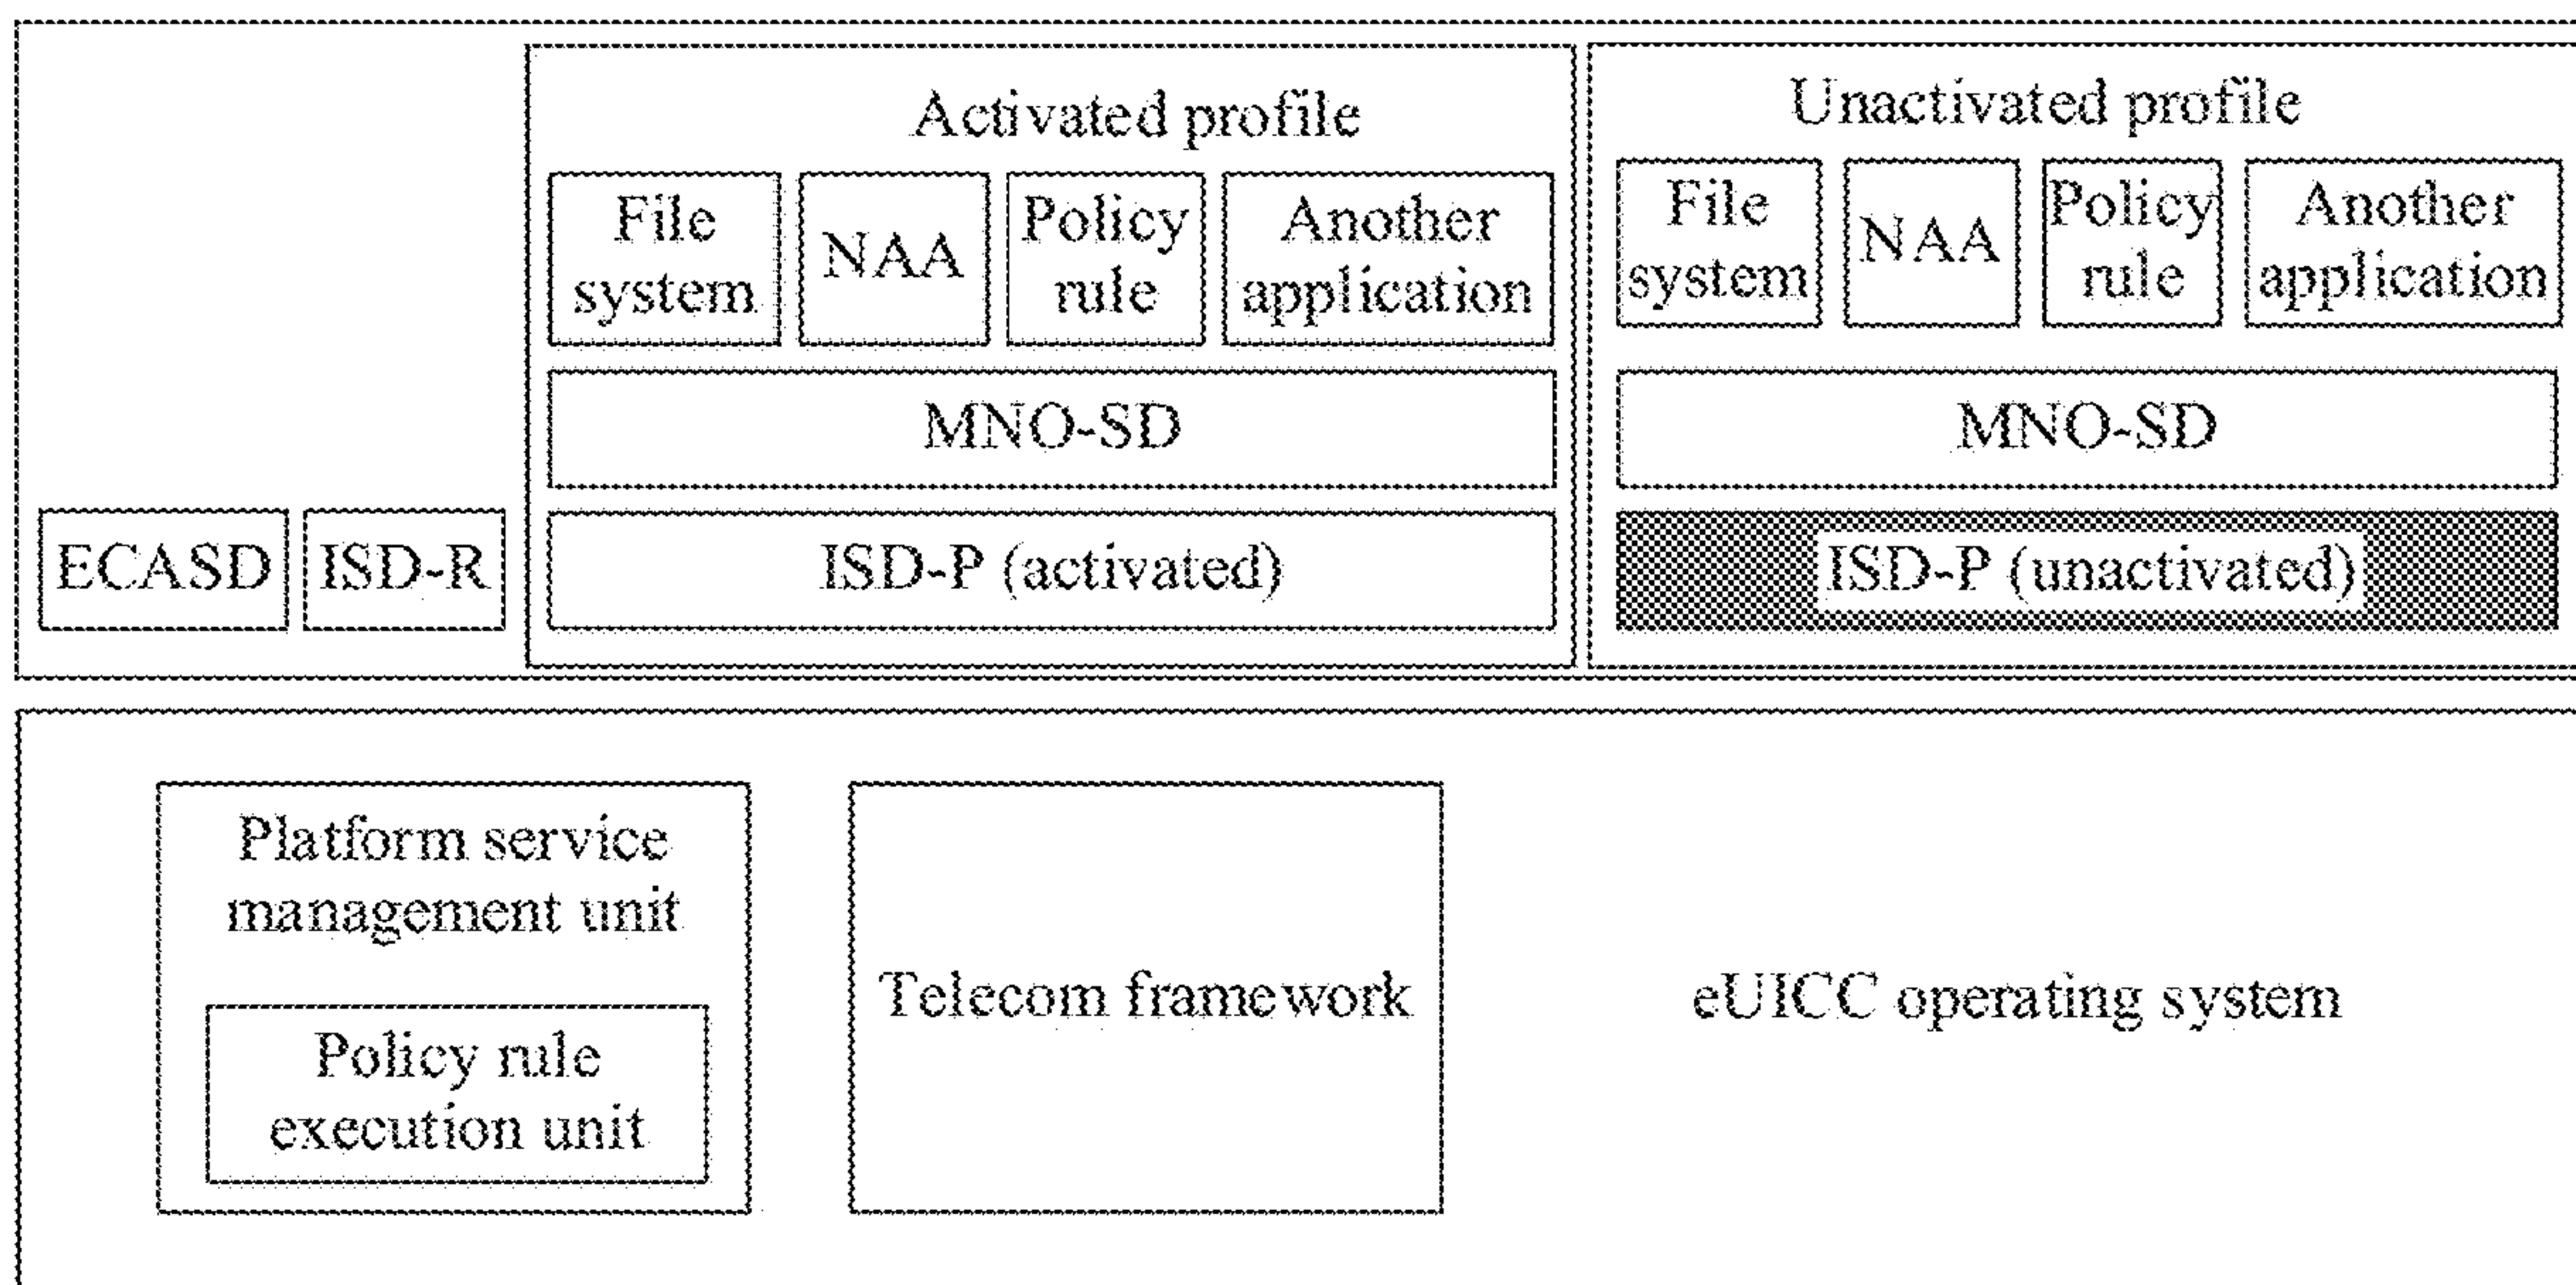 Activated profile
File
system
NAA
Policy
rule
Another
application
MNO-SD
ISD-P (activated)
Unactivated profile
File
system
NAA
Policy
rule
Another
application
MNO-SD
ISD-P (unactivated)
ECASD
ISD-R
Platform service
management unit
Policy rule
execution unit
Telecom framework
eUICC operating system